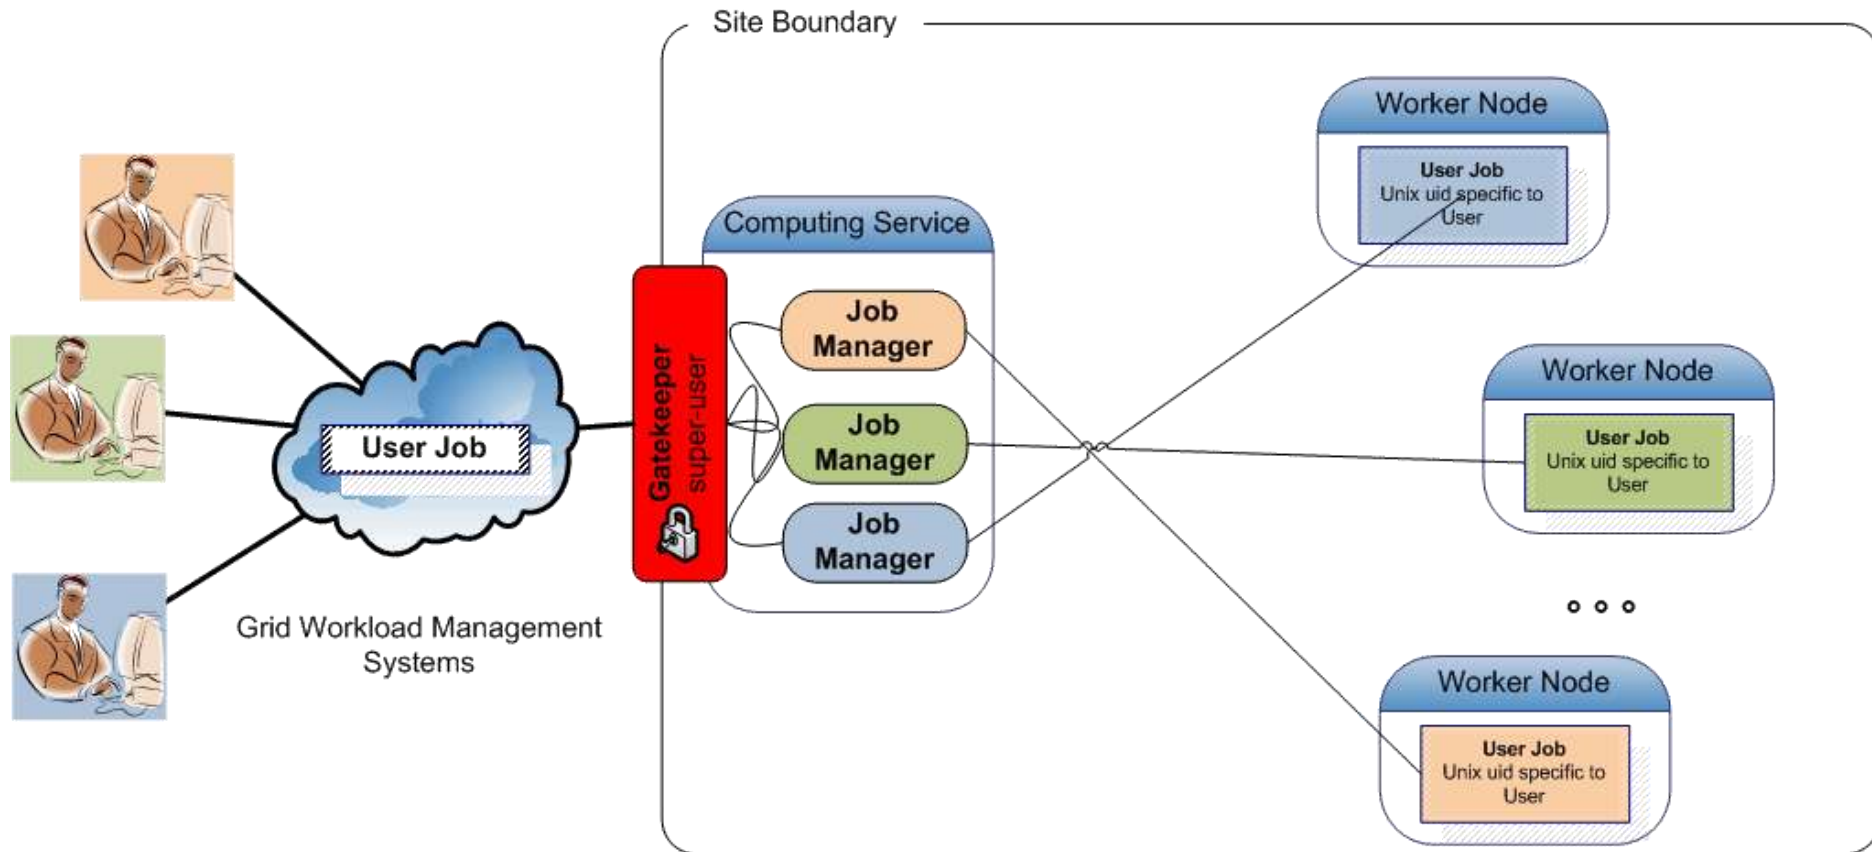 Site Boundary
Worker Node
User Job
Unix uid specific to
User
Computing Service
Job
Manager
Gatekeeper
super-user
Job
Manager
Job
Manager
User Job
Grid Workload Management
Systems
Worker Node
User Job
Unix uid specific to
User
Worker Node
User Job
Unix uid specific to
User